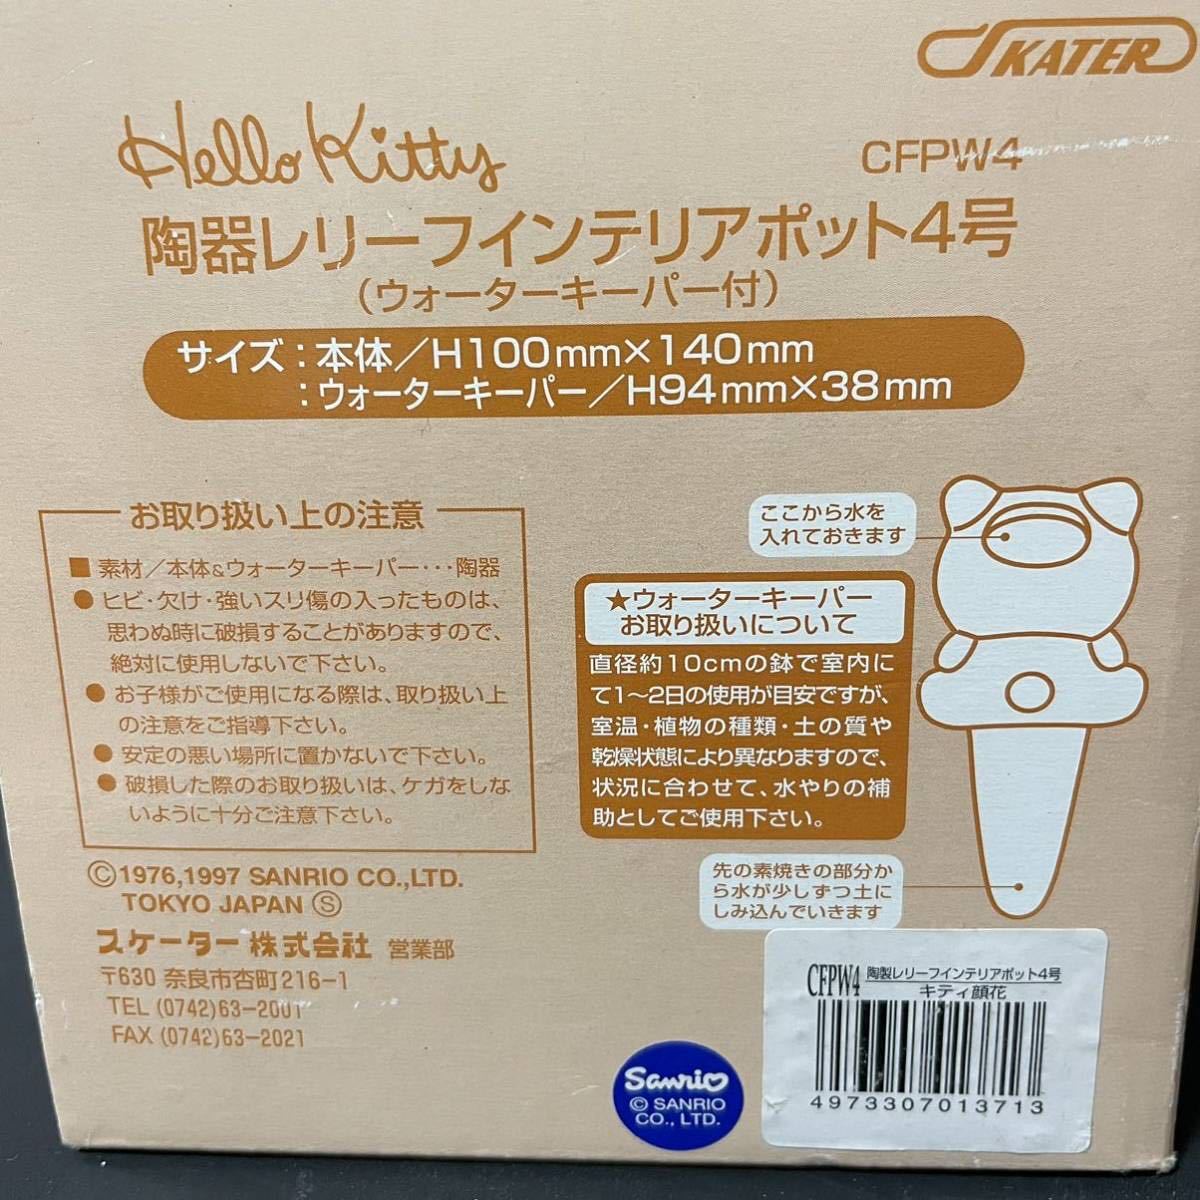 SKATER
Hello Kitty
CFPW4
陶器レリーフインテリアポット4号
(ウォーターキーパー付)
サイズ:本体/H100mm×140mm
:ウォーターキーパー/H94mm×38mm
お取り扱い上の注意
■ 素材/本体&ウォーターキーパー・・・陶器
● ヒビ・欠け・強いスリ傷の入ったものは、
思わぬ時に破損することがありますので、
絶対に使用しないで下さい。
● お子様がご使用になる際は、取り扱い上
の注意をご指導下さい。
● 安定の悪い場所に置かないで下さい。
● 破損した際のお取り扱いは、ケガをしな
いように十分ご注意下さい。
ここから水を
入れておきます
★ウォーターキーパー
お取り扱いについて
直径約10cmの鉢で室内に
て1〜2日の使用が目安ですが、
室温・植物の種類・土の質や
乾燥状態により異なりますので、
状況に合わせて、水やりの補
助としてご使用下さい。
先の素焼きの部分か
ら水が少しずつ土に
しみ込んでいきます
©1976,1997 SANRIO CO.,LTD.
TOKYO JAPAN Ⓢ
スケーター株式会社 営業部
〒630 奈良市杏町216-1
TEL (0742)63-2001
FAX (0742)63-2021
Sanrio
© SANRIO
CO., LTD.
CFPW4 陶製レリーフインテリアポット4号
キティ顔花
4973307013713